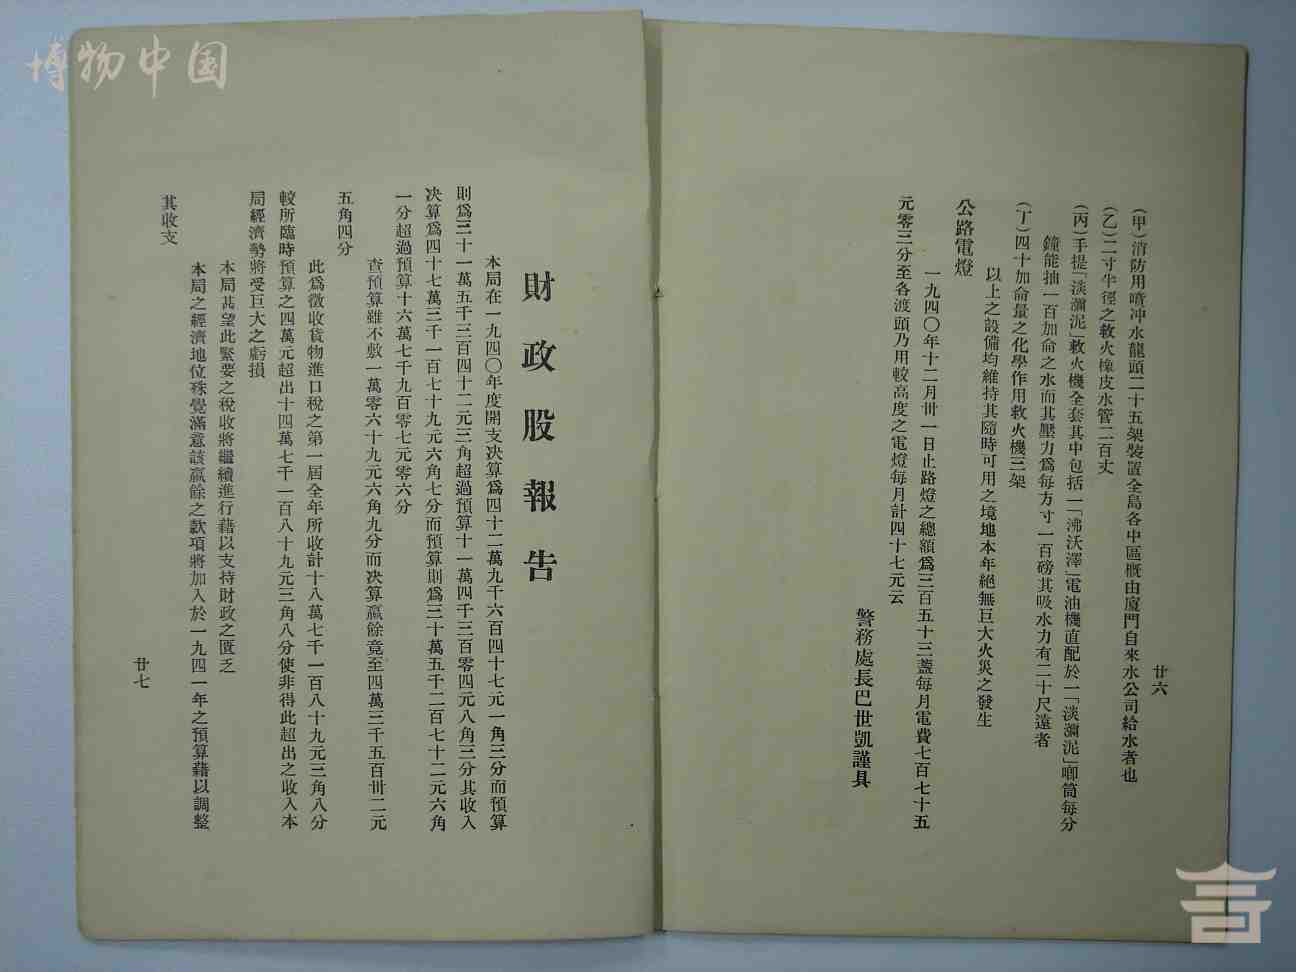 博物中国
廿六
(甲)消防用噴冲水龍頭二十五架裝置全島各中區概由廈門自來水公司給水者也
(乙)二寸半徑之救火橡皮水管二百丈
(丙)手提「淡瀰泥」救火機全套其中包括一「沸沃澤」電油機直配於一「淡瀰泥」唧筒每分
鐘能抽一百加侖之水而其壓力爲每方寸一百磅其吸水力有二十尺遠者
(丁)四十加侖量之化學作用救火機三架
以上之設備均維持其隨時可用之境地本年絕無巨大火災之發生
公路電燈
一九四〇年十二月卅一日止路燈之總額爲三百五十三盞每月電費七百七十五
元零三分至各渡頭乃用較高度之電燈每月計四十七元云
警務處長巴世凱謹具
財政股報告
本局在一九四〇年度開支决算爲四十二萬九千六百四十七元一角三分而預算
則爲三十一萬五千三百四十二元三角超過預算十一萬四千三百零四元八角三分其收入
决算爲四十七萬三千一百七十九元六角七分而預算則爲三十萬五千二百七十二元六角
一分超過預算十六萬七千九百零七元零六分
查預算雖不敷一萬零六十九元六角九分而决算贏餘竟至四萬三千五百卅二元
五角四分
此爲徵收貨物進口稅之第一屆全年所收計十八萬七千一百八十九元三角八分
較所臨時預算之四萬元超出十四萬七千一百八十九元三角八分使非得此超出之收入本
局經濟勢將受巨大之虧損
本局甚望此緊要之稅收將繼續進行藉以支持財政之匱乏
本局之經濟地位殊覺滿意該贏餘之款項將加入於一九四一年之預算藉以調整
其收支
廿七